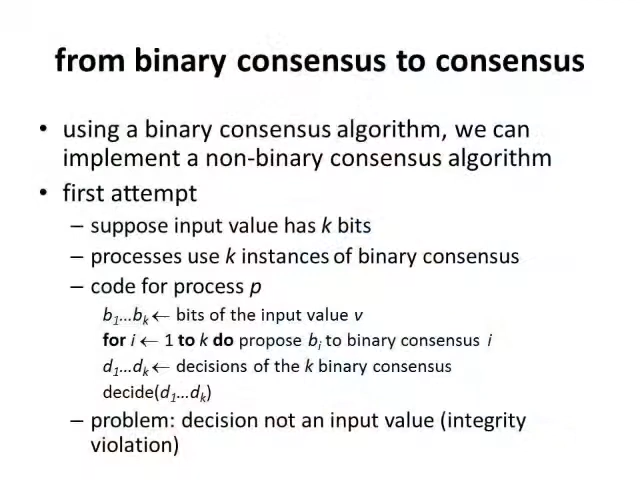 from binary consensus to consensus
• using a binary consensus algorithm, we can
implement a non-binary consensus algorithm
• first attempt
– suppose input value has k bits
– processes use k instances of binary consensus
– code for process p
b₁...bₖ ← bits of the input value v
for i ← 1 to k do propose bᵢ to binary consensus i
d₁...dₖ ← decisions of the k binary consensus
decide(d₁...dₖ)
– problem: decision not an input value (integrity
violation)